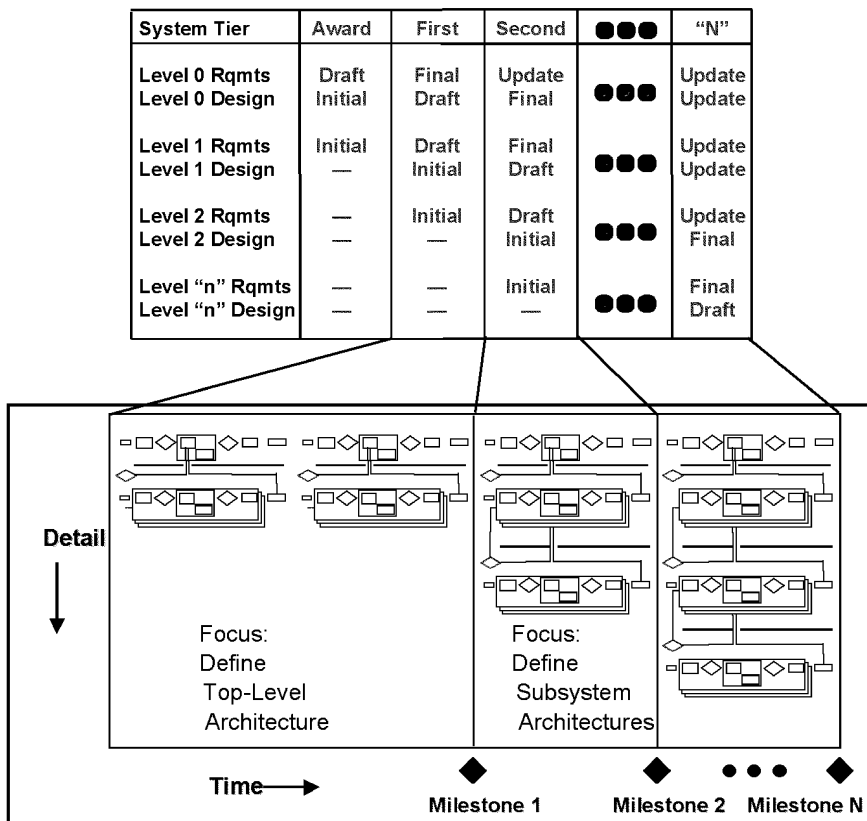 System Tier Award First Second “N”
Level 0 Rqmts Draft Final Update Update
Level 0 Design Initial Draft Final Update
Level 1 Rqmts Initial Draft Final Update
Level 1 Design — Initial Draft Update
Level 2 Rqmts — Initial Draft Update
Level 2 Design — — Initial Final
Level “n” Rqmts — — Initial Final
Level “n” Design — — — Draft
Detail
Focus:
Define
Top-Level
Architecture
Focus:
Define
Subsystem
Architectures
Time
Milestone 1 Milestone 2 Milestone N